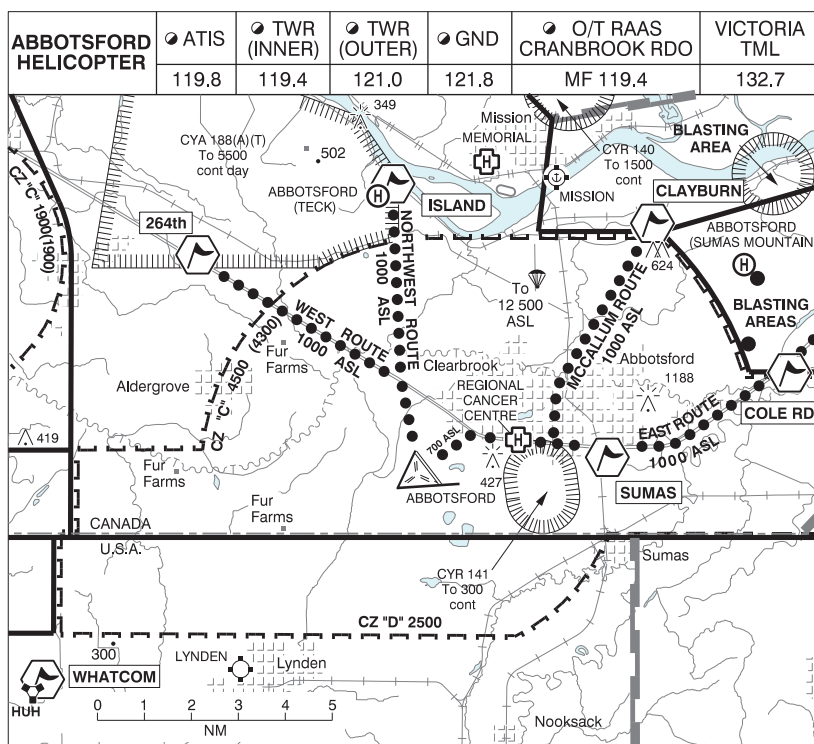 ABBOTSFORD
HELICOPTER
ATIS
119.8
TWR
(INNER)
119.4
TWR
(OUTER)
121.0
GND
121.8
O/T RAAS
CRANBROOK RDO
MF 119.4
VICTORIA
TML
132.7
349
Mission
MEMORIAL
H
CYA 188(A)(T)
To 5500
cont day
502
CYR 140
To 1500
cont
BLASTING
AREA
ABBOTSFORD
(TECK)
H
ISLAND
MISSION
CLAYBURN
CZ "C" 1900(1900)
264th
ABBOTSFORD
(SUMAS MOUNTAIN
H
624
To
12 500
ASL
NORTHWEST ROUTE
1000 ASL
WEST ROUTE
1000 ASL
MCCALLUM ROUTE
1000 ASL
BLASTING
AREAS
Fur
Farms
CZ "C" 4500 (4300)
Clearbrook
Abbotsford
1188
Aldergrove
REGIONAL
CANCER
CENTRE
H
COLE RD
EAST ROUTE
1000 ASL
419
700 ASL
427
Fur
Farms
ABBOTSFORD
SUMAS
Fur
Farms
CANADA
U.S.A.
Sumas
CYR 141
To 300
cont
CZ "D" 2500
300
LYNDEN
Lynden
WHATCOM
HUH
0 1 2 3 4 5
NM
Nooksack